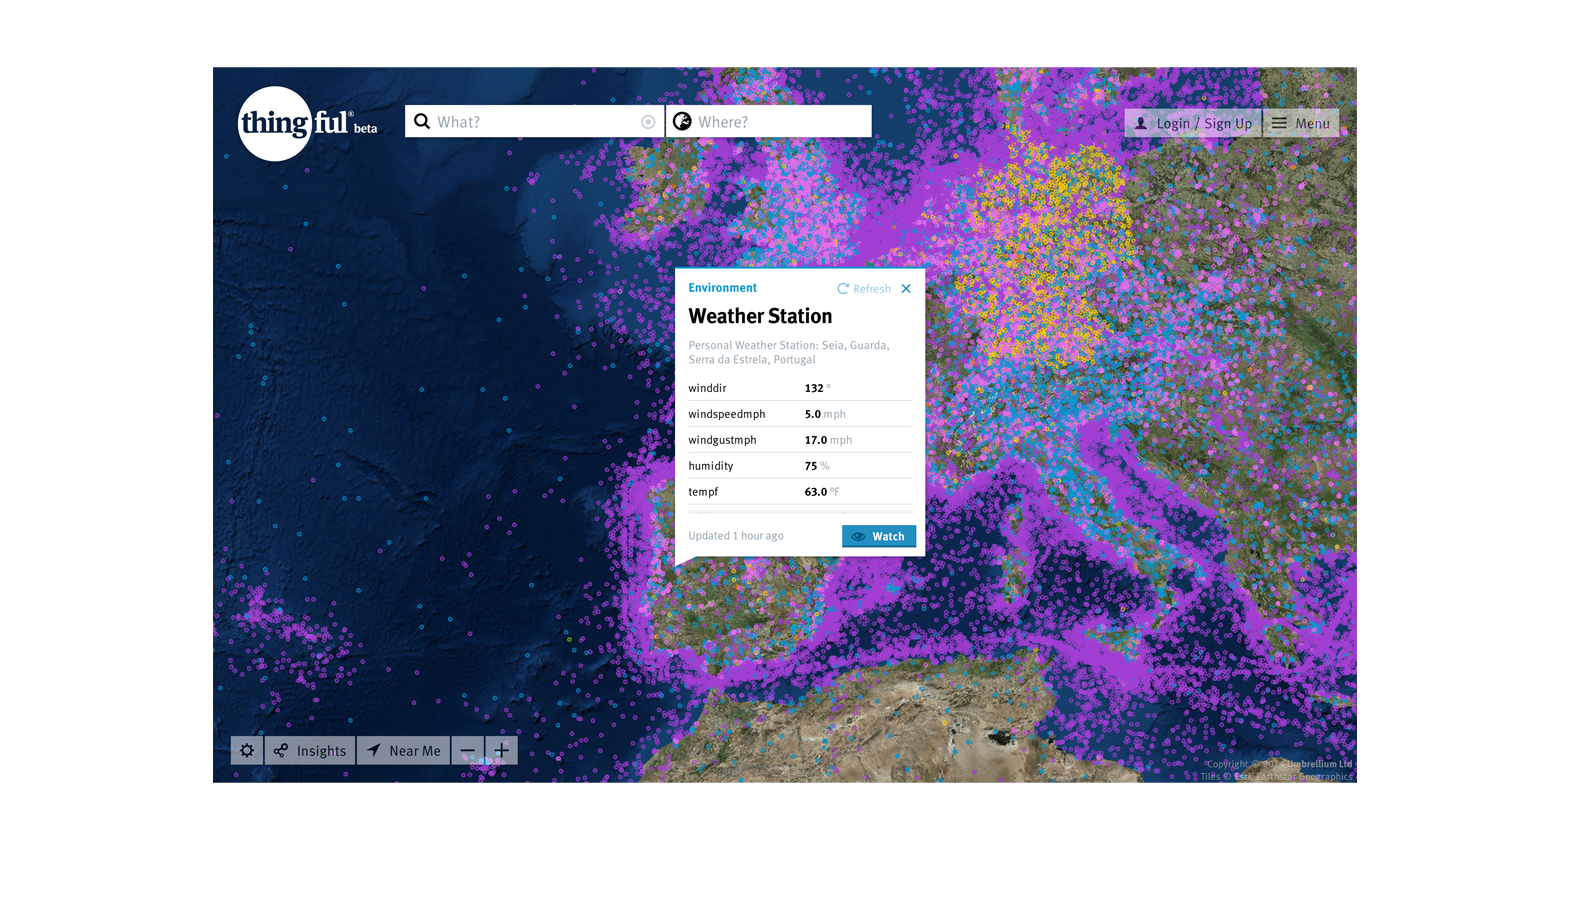 thingful® beta
What?
Where?
Login / Sign Up
Menu
Environment
Refresh
Weather Station
Personal Weather Station: Seia, Guarda,
Serra da Estrela, Portugal
winddir 132 °
windspeedmph 5.0 mph
windgustmph 17.0 mph
humidity 75 %
tempf 63.0 °F
Updated 1 hour ago
Watch
Insights
Near Me
Copyright © 2014 Umbrellium Ltd
Tiles © Esri, Earthstar Geographics